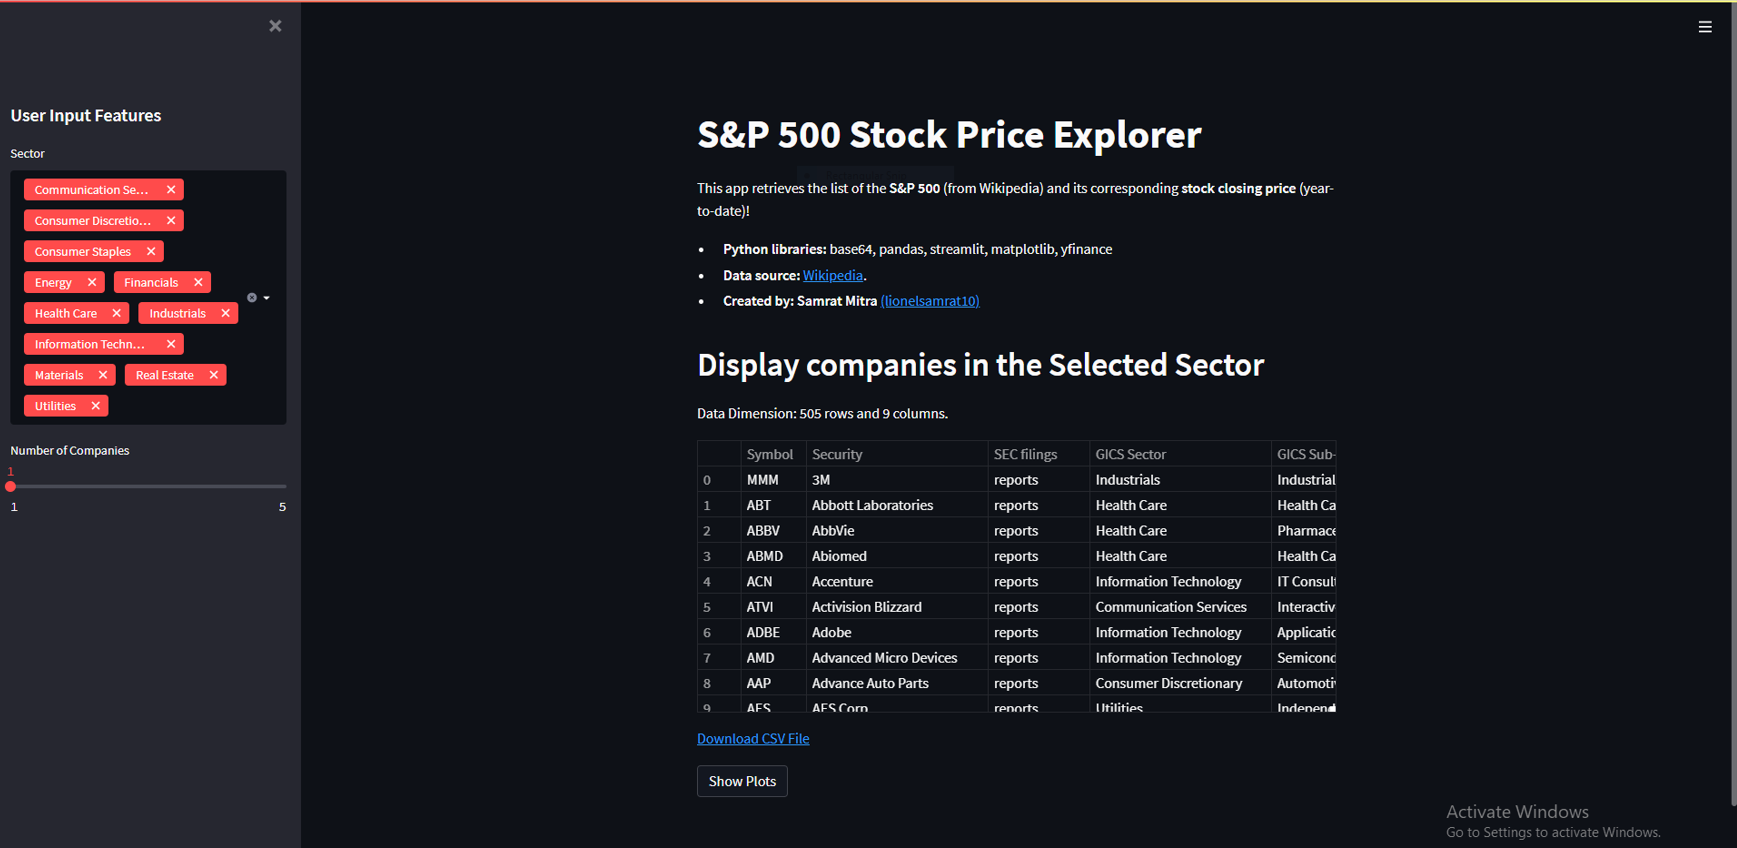 User Input Features
Sector
Communication Se...
Consumer Discretio...
Consumer Staples
Energy Financials
Health Care Industrials
Information Techn...
Materials Real Estate
Utilities
Number of Companies
1
1 5
S&P 500 Stock Price Explorer
This app retrieves the list of the S&P 500 (from Wikipedia) and its corresponding stock closing price (year-
to-date)!
• Python libraries: base64, pandas, streamlit, matplotlib, yfinance
• Data source: Wikipedia.
• Created by: Samrat Mitra (lionelsamrat10)
Display companies in the Selected Sector
Data Dimension: 505 rows and 9 columns.
Symbol Security SEC filings GICS Sector GICS Sub-
0 MMM 3M reports Industrials Industrial
1 ABT Abbott Laboratories reports Health Care Health Ca
2 ABBV AbbVie reports Health Care Pharmace
3 ABMD Abiomed reports Health Care Health Ca
4 ACN Accenture reports Information Technology IT Consult
5 ATVI Activision Blizzard reports Communication Services Interactiv
6 ADBE Adobe reports Information Technology Applicatic
7 AMD Advanced Micro Devices reports Information Technology Semicond
8 AAP Advance Auto Parts reports Consumer Discretionary Automoti
9 AES AES Corp reports Utilities Independ
Download CSV File
Show Plots
Activate Windows
Go to Settings to activate Windows.